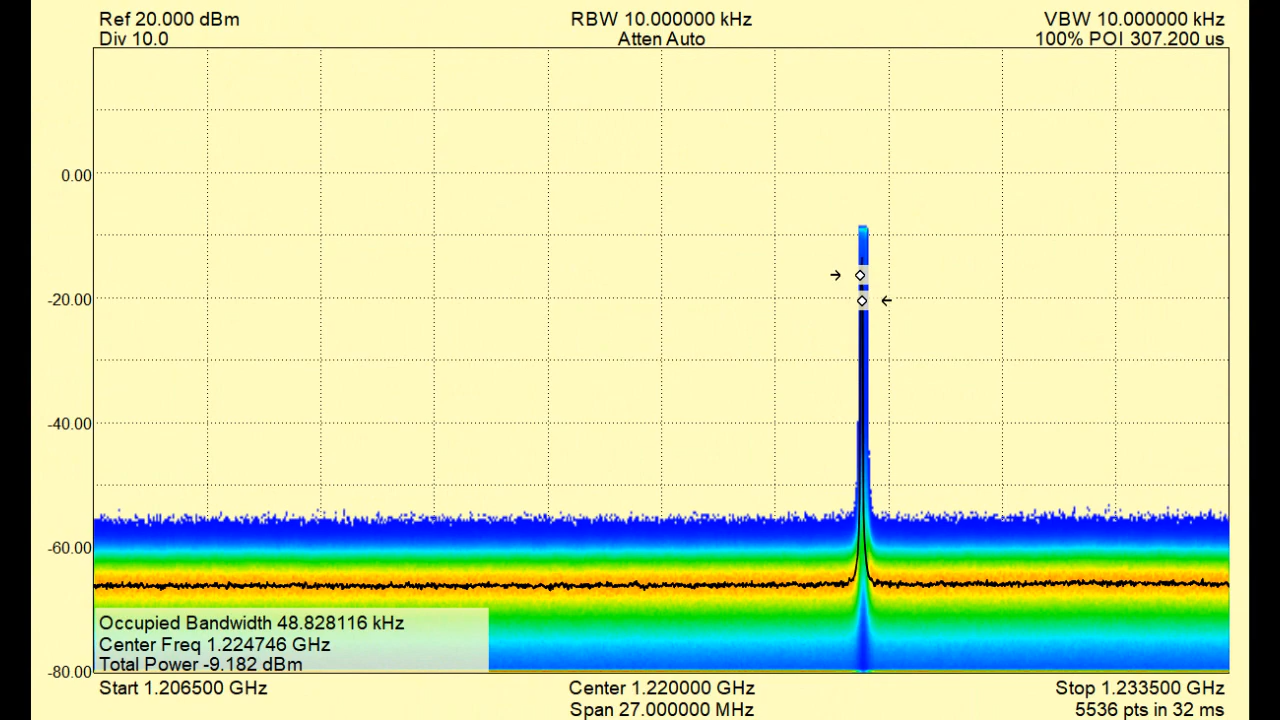 Ref 20.000 dBm
RBW 10.000000 kHz
VBW 10.000000 kHz
Div 10.0
Atten Auto
100% POI 307.200 us
0.00
-20.00
-40.00
-60.00
-80.00
Occupied Bandwidth 48.828116 kHz
Center Freq 1.224746 GHz
Total Power -9.182 dBm
Start 1.206500 GHz
Center 1.220000 GHz
Stop 1.233500 GHz
Span 27.000000 MHz
5536 pts in 32 ms